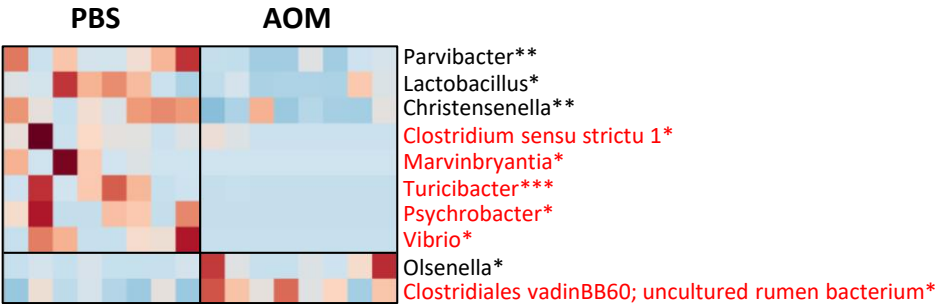 PBS AOM
Parvibacter**
Lactobacillus*
Christensenella**
Clostridium sensu strictu 1*
Marvinbryantia*
Turicibacter***
Psychrobacter*
Vibrio*
Olsenella*
Clostridiales vadinBB60; uncultured rumen bacterium*